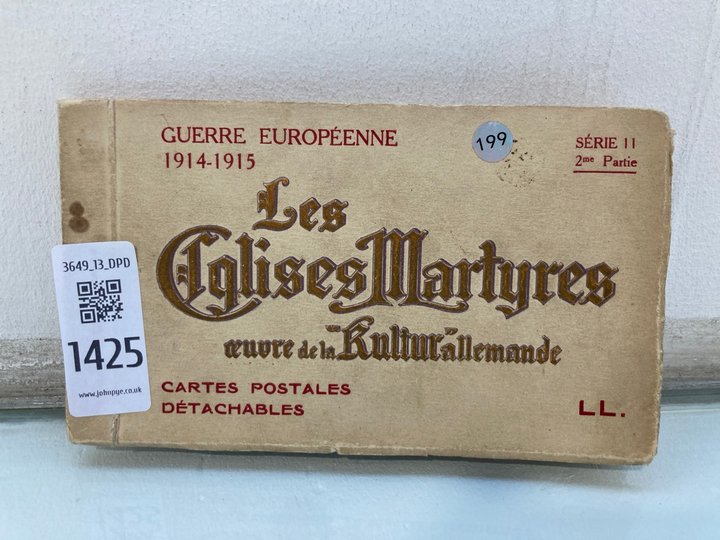 GUERRE EUROPÉENNE
1914-1915
199
SÉRIE 11
2me Partie
Les
Eglises Martyres
œuvre de la "Kultur" allemande
CARTES POSTALES
DÉTACHABLES
LL.
3649_13_DPD
1425
www.johnpye.co.uk